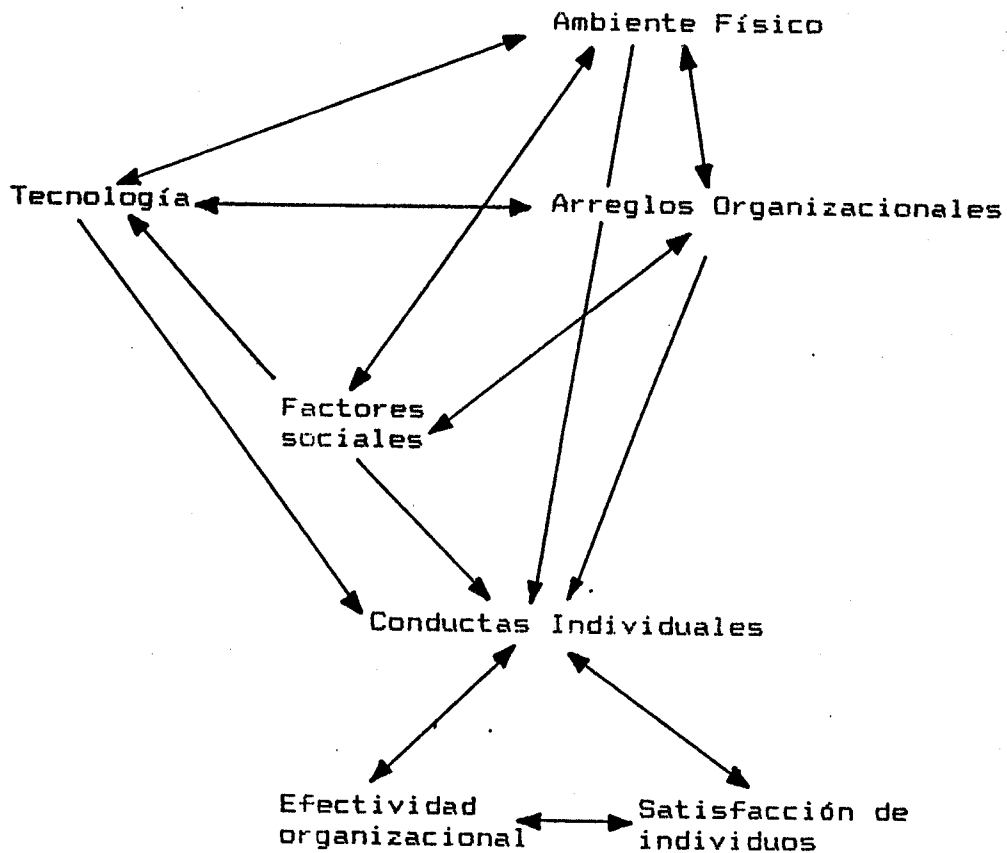 Ambiente Físico
Tecnología
Arreglos Organizacionales
Factores
sociales
Conductas Individuales
Efectividad
organizacional
Satisfacción de
individuos